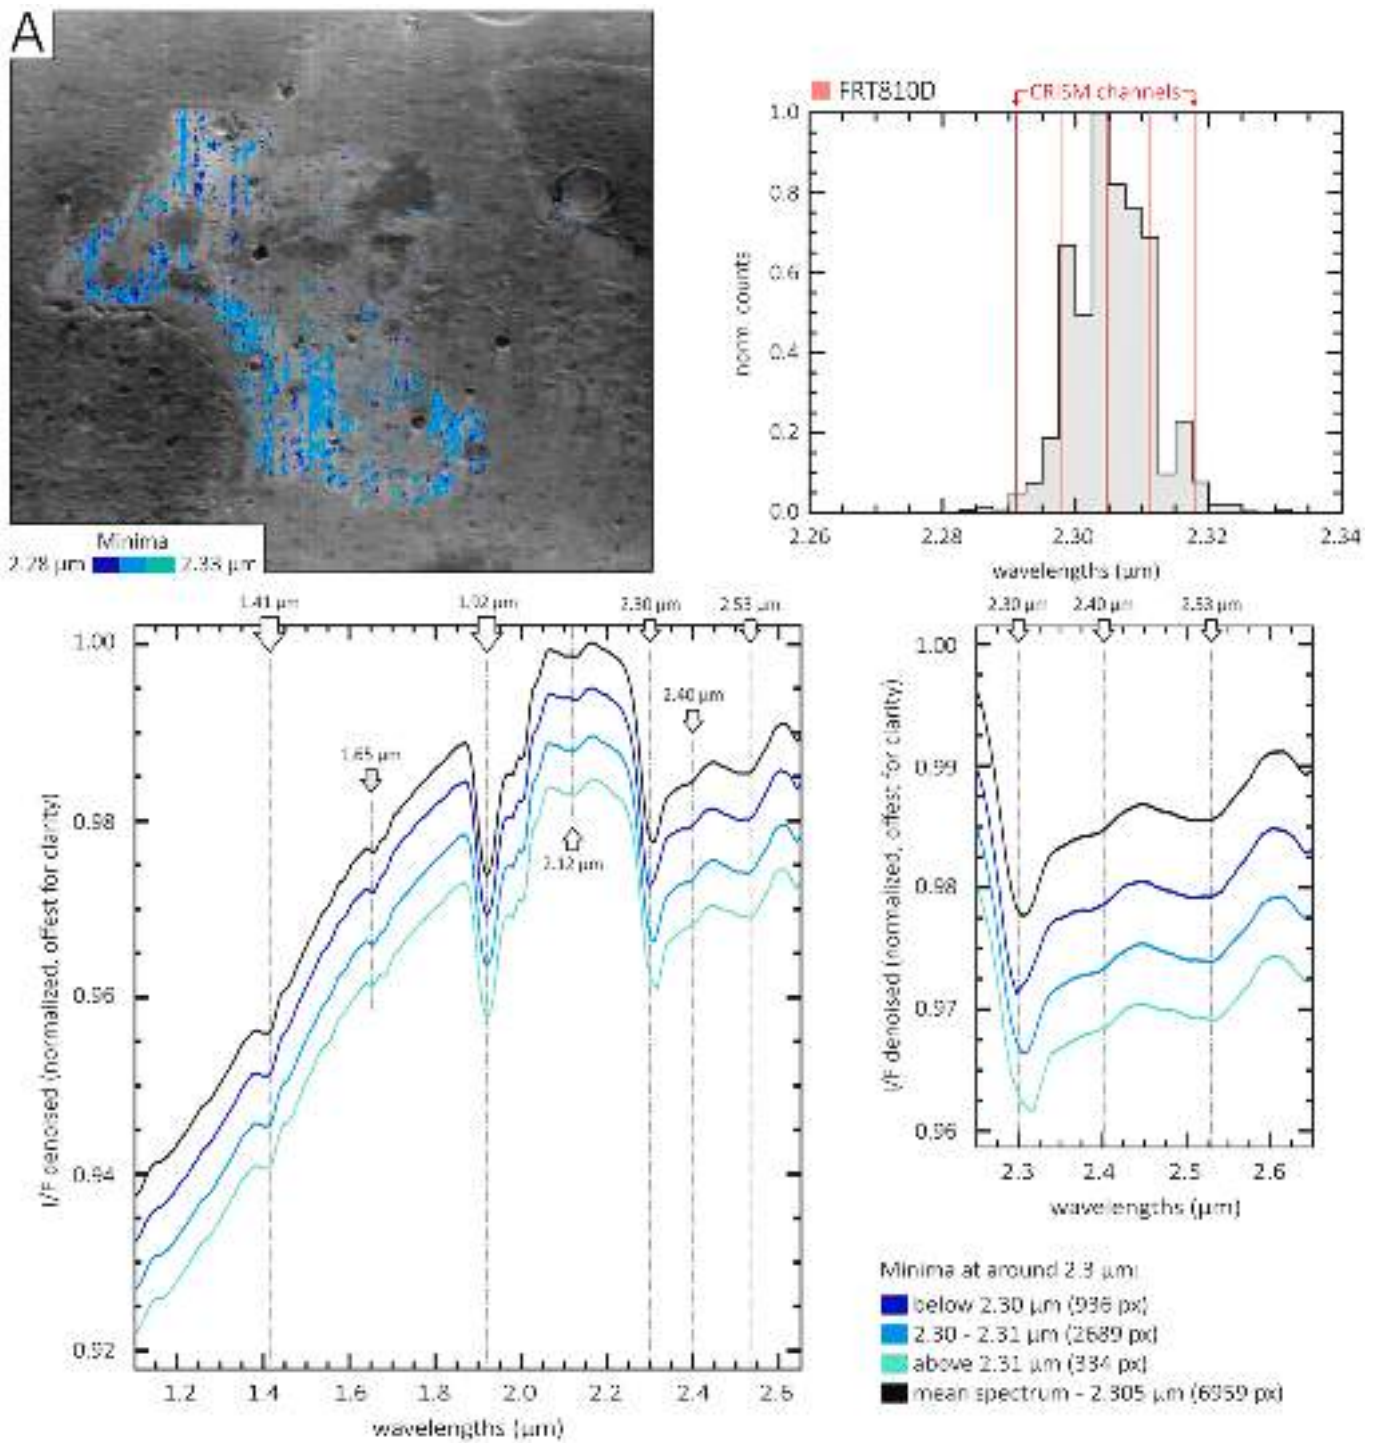 A
Minima
2.28 µm 2.33 µm
FRT810D
CRISM channels
1.0
0.8
0.6
0.4
0.2
0.0
norm. counts
2.26 2.28 2.30 2.32 2.34
wavelengths (µm)
1.41 µm 1.92 µm 2.30 µm 2.53 µm
1.65 µm
2.40 µm
2.12 µm
1.00
0.98
0.96
0.94
0.92
I/F denoised (normalized, offest for clarity)
1.2 1.4 1.6 1.8 2.0 2.2 2.4 2.6
wavelengths (µm)
2.30 µm 2.40 µm 2.53 µm
1.00
0.99
0.98
0.97
0.96
I/F denoised (normalized, offest for clarity)
2.3 2.4 2.5 2.6
wavelengths (µm)
Minima at around 2.3 µm:
below 2.30 µm (936 px)
2.30 - 2.31 µm (2689 px)
above 2.31 µm (334 px)
mean spectrum - 2.305 µm (6959 px)